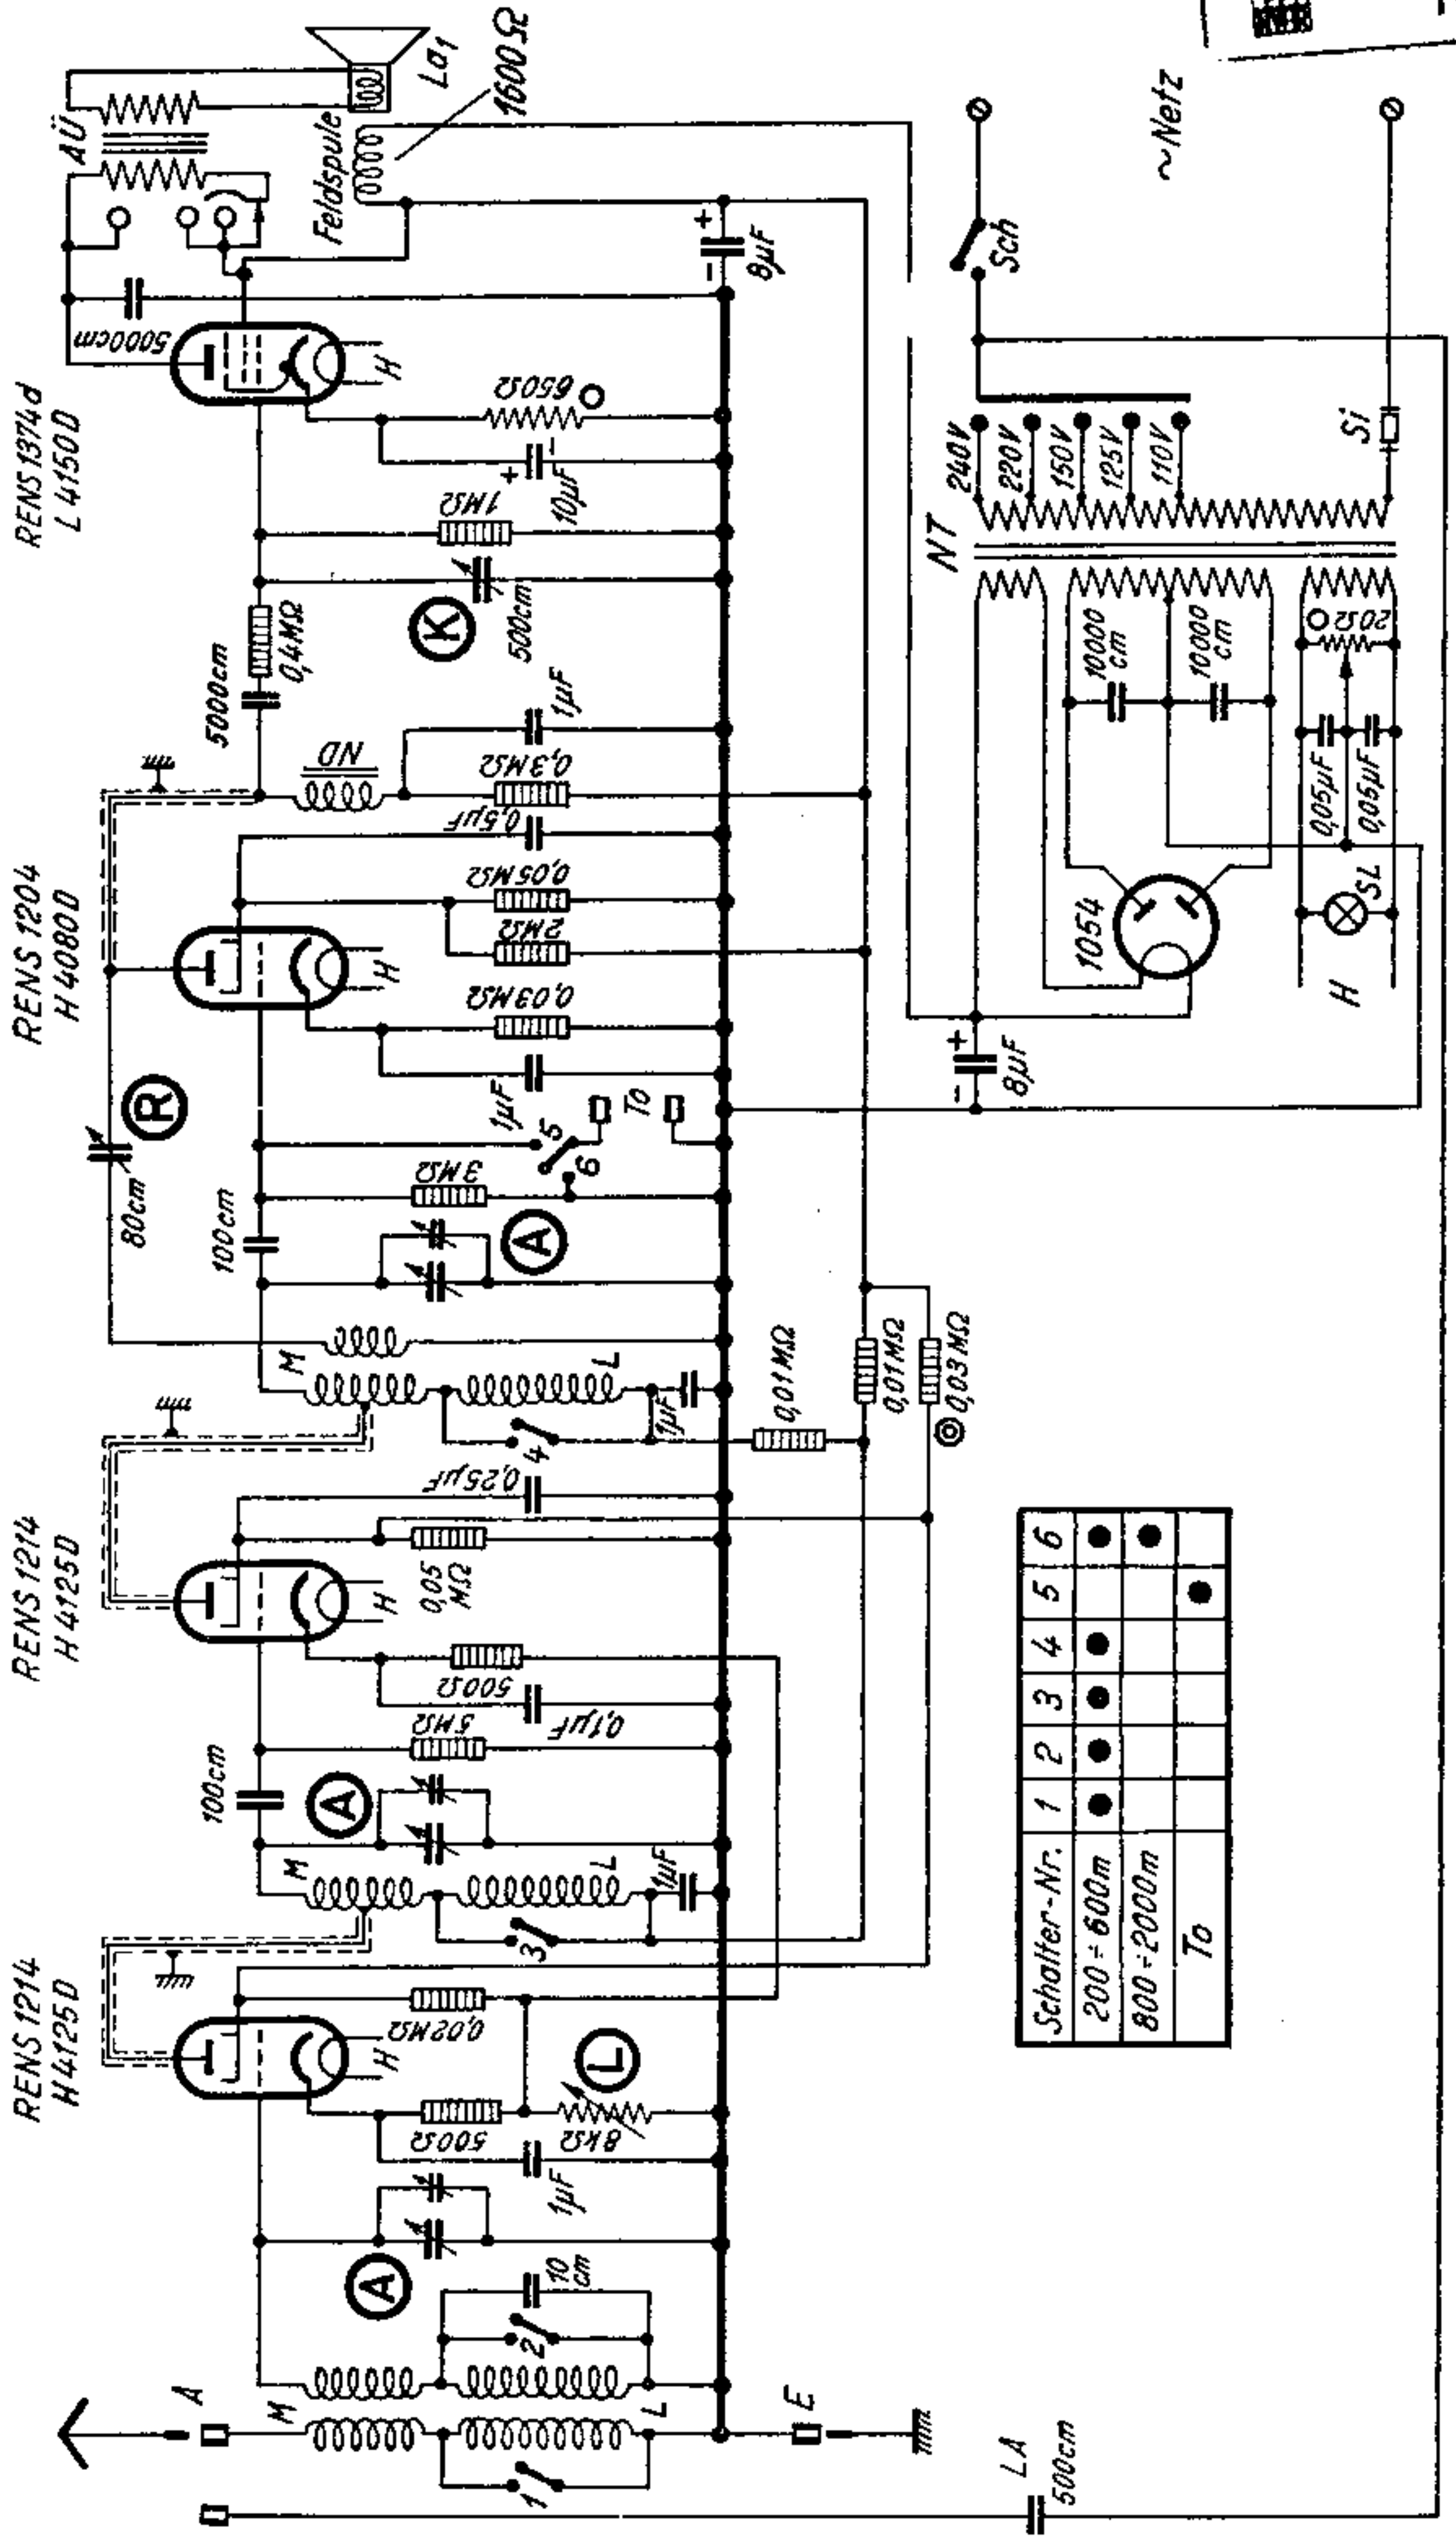 RENS 1214
H4125D
RENS 1214
H4125D
RENS 1204
H4080D
RENS 1374d
L4150D
A
M
L
1
2
10
cm
E
LA
500cm
A
1µF
500Ω
8kΩ
L
0,02MΩ
H
3
M
L
1µF
100cm
A
5MΩ
0,1µF
500Ω
H
0,05
MΩ
0,25µF
4
M
L
1µF
0,01MΩ
0,01MΩ
0,03MΩ
80cm
R
100cm
A
3MΩ
5
6
To
1µF
0,03MΩ
H
2MΩ
0,05MΩ
0,5µF
0,3MΩ
1µF
ND
5000cm
0,4MΩ
K
500cm
1MΩ
10µF
+
-
650Ω
H
5000cm
AÜ
La1
Feldspule
1600Ω
+
-
8µF
Schalter-Nr. 1 2 3 4 5 6
200÷600m
800÷2000m
To
-
+
8µF
1054
H
SL
0,05µF
0,05µF
20Ω
10000
cm
10000
cm
NT
240V
220V
150V
125V
110V
Si
Sch
~Netz